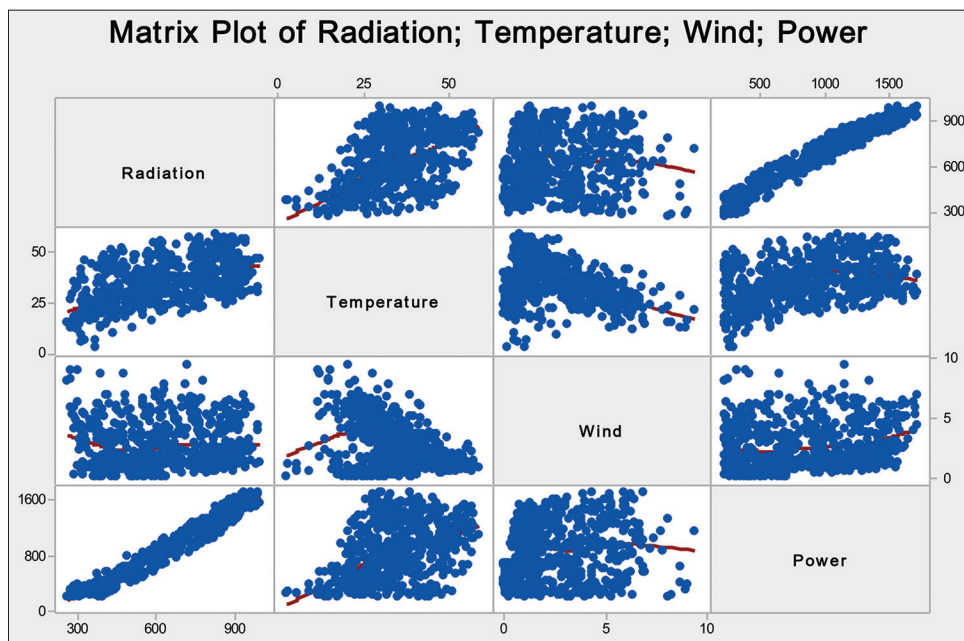 Matrix Plot of Radiation; Temperature; Wind; Power
0 25 50 500 1000 1500
Radiation
900
600
300
50
25
0
Temperature
Wind
10
5
0
1600
800
0
Power
300 600 900 0 5 10